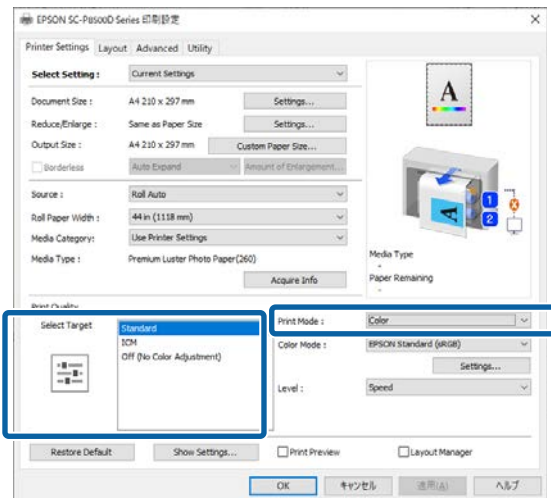 EPSON SC-P8500D Series 印刷設定
Printer Settings Layout Advanced Utility
Select Setting : Current Settings
Document Size : A4 210 x 297 mm Settings...
Reduce/Enlarge : Same as Paper Size Settings...
Output Size : A4 210 x 297 mm Custom Paper Size...
Borderless Auto Expand Amount of Enlargement...
Source : Roll Auto
Roll Paper Width : 44 in (1118 mm)
Media Category: Use Printer Settings
Media Type : Premium Luster Photo Paper(260)
Acquire Info
A
A
1
2
Media Type
-
Paper Remaining
-
Print Quality
Select Target
Standard
ICM
Off (No Color Adjustment)
Print Mode : Color
Color Mode : EPSON Standard (sRGB)
Settings...
Level : Speed
Restore Default Show Settings... Print Preview Layout Manager
OK キャンセル 適用(A) ヘルプ